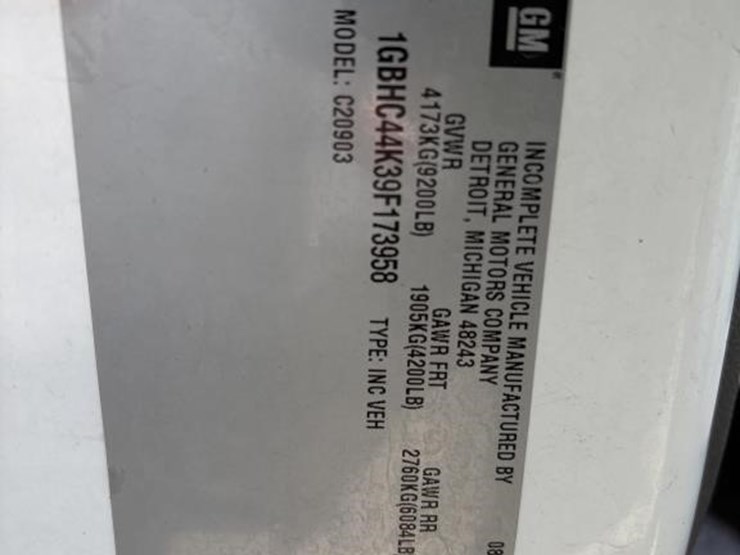 GM
INCOMPLETE VEHICLE MANUFACTURED BY
GENERAL MOTORS COMPANY 08
DETROIT, MICHIGAN 48243
GVWR GAWR FRT GAWR RR
4173KG(9200LB) 1905KG(4200LB) 2760KG(6084LB
1GBHC44K39F173958 TYPE: INC VEH
MODEL: C20903